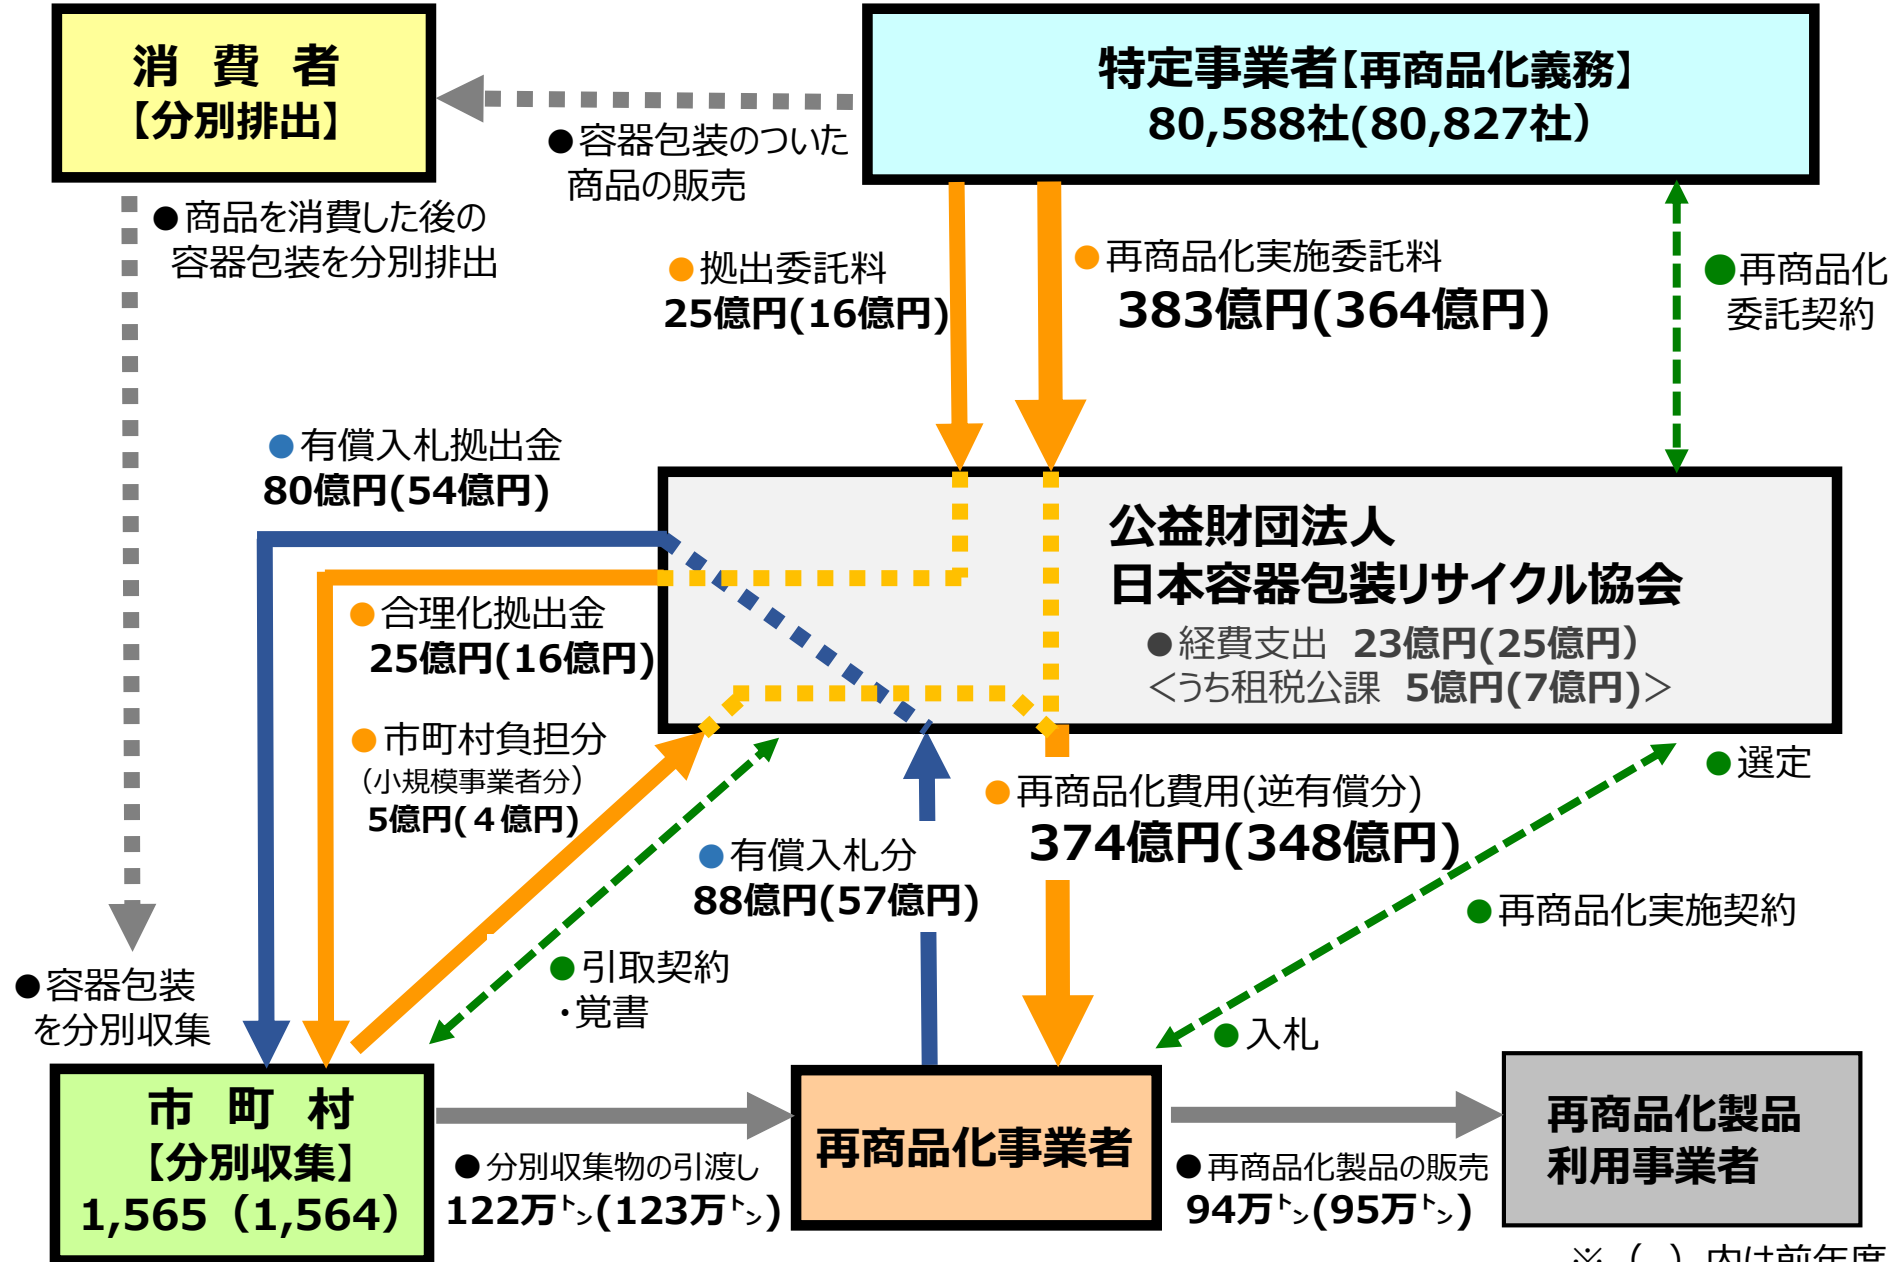 消 費 者
【分別排出】
特定事業者【再商品化義務】
80,588社(80,827社)
●容器包装のついた
商品の販売
●商品を消費した後の
容器包装を分別排出
●拠出委託料
25億円(16億円)
●再商品化実施委託料
383億円(364億円)
●再商品化
委託契約
●有償入札拠出金
80億円(54億円)
公益財団法人
日本容器包装リサイクル協会
●経費支出 23億円(25億円)
<うち租税公課 5億円(7億円)>
●合理化拠出金
25億円(16億円)
●市町村負担分
(小規模事業者分)
5億円(4億円)
●選定
●再商品化費用(逆有償分)
374億円(348億円)
●有償入札分
88億円(57億円)
●再商品化実施契約
●引取契約
・覚書
●容器包装
を分別収集
●入札
市 町 村
【分別収集】
1,565(1,564)
●分別収集物の引渡し
122万トン(123万トン)
再商品化事業者
●再商品化製品の販売
94万トン(95万トン)
再商品化製品
利用事業者
※( )内は前年度